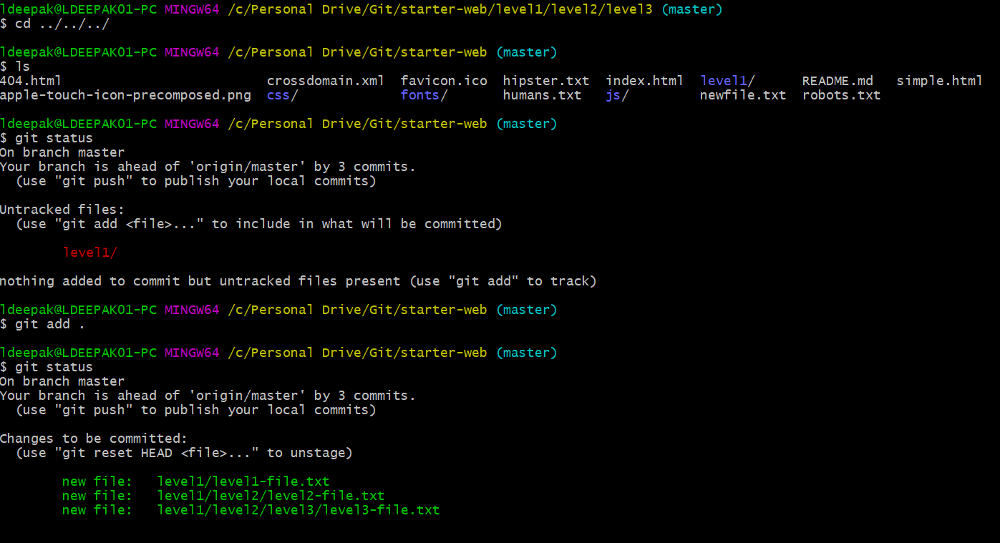 ldeepak@LDEEPAK01-PC MINGW64 /c/Personal Drive/Git/starter-web/level1/level2/level3 (master)
$ cd ../../../

ldeepak@LDEEPAK01-PC MINGW64 /c/Personal Drive/Git/starter-web (master)
$ ls
404.html                          crossdomain.xml  favicon.ico  hipster.txt  index.html  level1/      README.md   simple.html
apple-touch-icon-precomposed.png  css/             fonts/       humans.txt   js/         newfile.txt  robots.txt

ldeepak@LDEEPAK01-PC MINGW64 /c/Personal Drive/Git/starter-web (master)
$ git status
On branch master
Your branch is ahead of 'origin/master' by 3 commits.
  (use "git push" to publish your local commits)

Untracked files:
  (use "git add <file>..." to include in what will be committed)

        level1/

nothing added to commit but untracked files present (use "git add" to track)

ldeepak@LDEEPAK01-PC MINGW64 /c/Personal Drive/Git/starter-web (master)
$ git add .

ldeepak@LDEEPAK01-PC MINGW64 /c/Personal Drive/Git/starter-web (master)
$ git status
On branch master
Your branch is ahead of 'origin/master' by 3 commits.
  (use "git push" to publish your local commits)

Changes to be committed:
  (use "git reset HEAD <file>..." to unstage)

        new file:   level1/level1-file.txt
        new file:   level1/level2/level2-file.txt
        new file:   level1/level2/level3/level3-file.txt